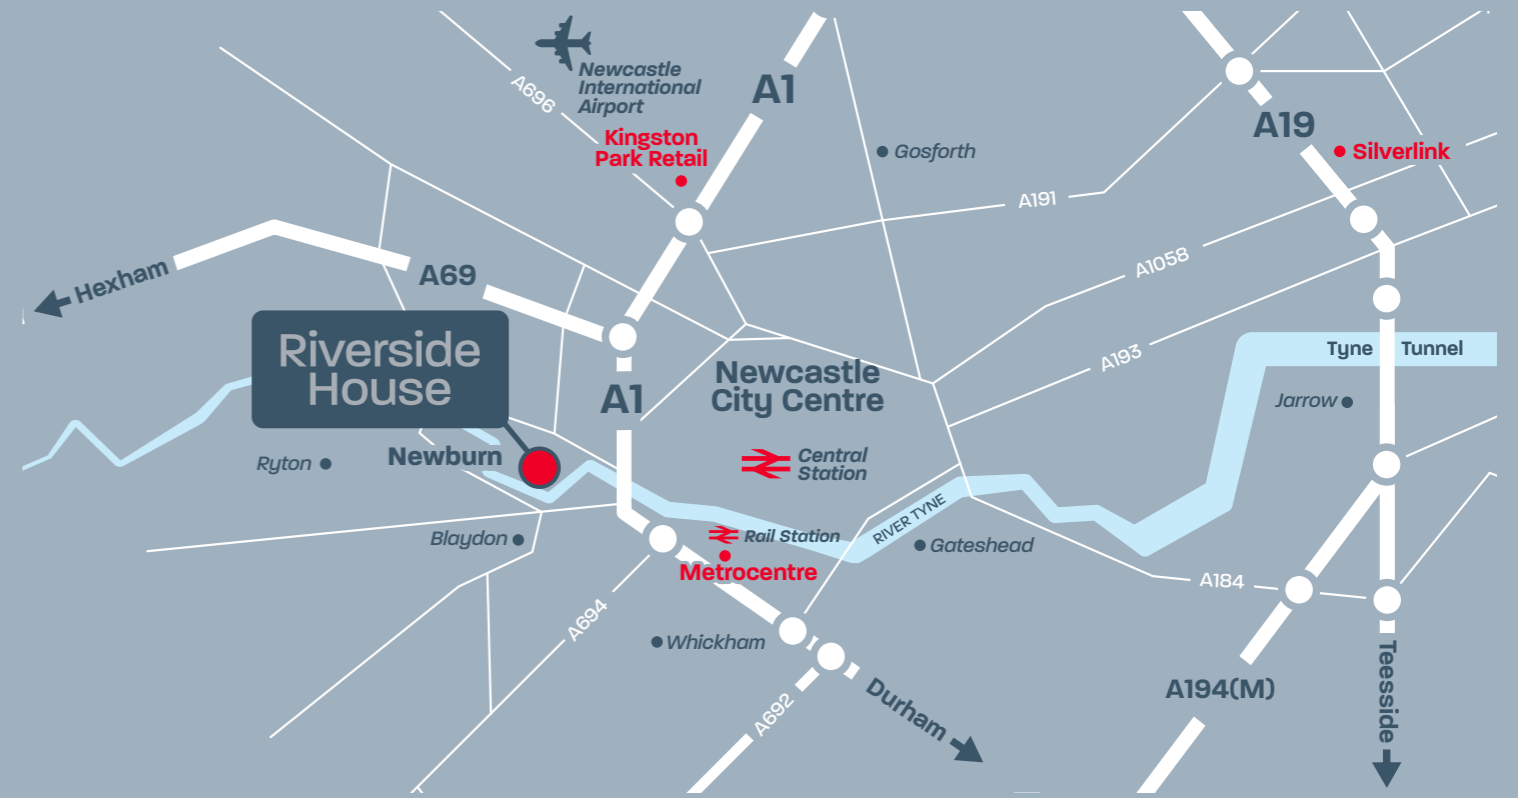 Newcastle
International
Airport
A696
Kingston
Park Retail
A1
Gosforth
A19
Silverlink
A191
A1058
Hexham
A69
Riverside
House
A1
Newcastle
City Centre
A193
Tyne Tunnel
Jarrow
Ryton
Newburn
Central
Station
RIVER TYNE
Blaydon
Rail Station
Metrocentre
Gateshead
A184
A694
Whickham
A692
Durham
A194(M)
Teesside